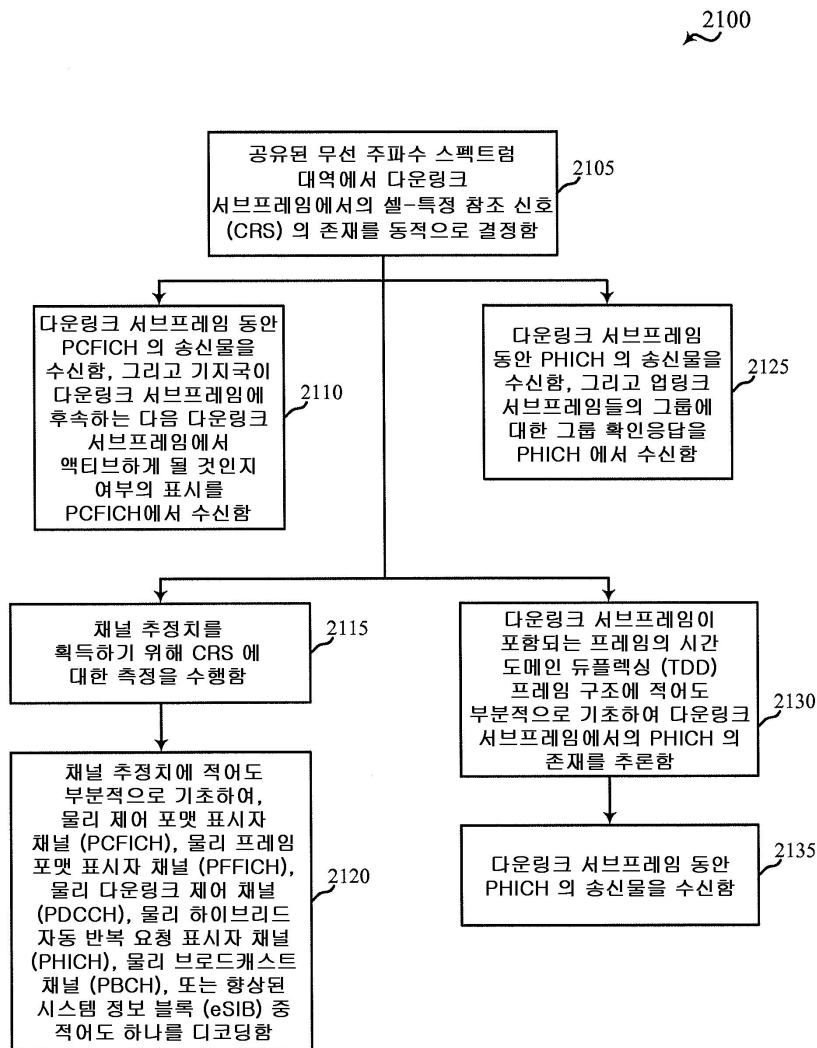 2100
공유된 무선 주파수 스펙트럼
대역에서 다운링크
서브프레임에서의 셀-특정 참조 신호
(CRS) 의 존재를 동적으로 결정함
2105
다운링크 서브프레임 동안
PCFICH 의 송신물을
수신함, 그리고 기지국이
다운링크 서브프레임에
후속하는 다음 다운링크
서브프레임에서
액티브하게 될 것인지
여부의 표시를
PCFICH에서 수신함
2110
다운링크 서브프레임
동안 PHICH 의 송신물을
수신함, 그리고 업링크
서브프레임들의 그룹에
대한 그룹 확인응답을
PHICH 에서 수신함
2125
채널 추정치를
획득하기 위해 CRS 에
대한 측정을 수행함
2115
다운링크 서브프레임이
포함되는 프레임의 시간
도메인 듀플렉싱 (TDD)
프레임 구조에 적어도
부분적으로 기초하여 다운링크
서브프레임에서의 PHICH 의
존재를 추론함
2130
채널 추정치에 적어도
부분적으로 기초하여,
물리 제어 포맷 표시자
채널 (PCFICH), 물리 프레임
포맷 표시자 채널 (PFFICH),
물리 다운링크 제어 채널
(PDCCH), 물리 하이브리드
자동 반복 요청 표시자 채널
(PHICH), 물리 브로드캐스트
채널 (PBCH), 또는 향상된
시스템 정보 블록 (eSIB) 중
적어도 하나를 디코딩함
2120
다운링크 서브프레임 동안
PHICH 의 송신물을 수신함
2135